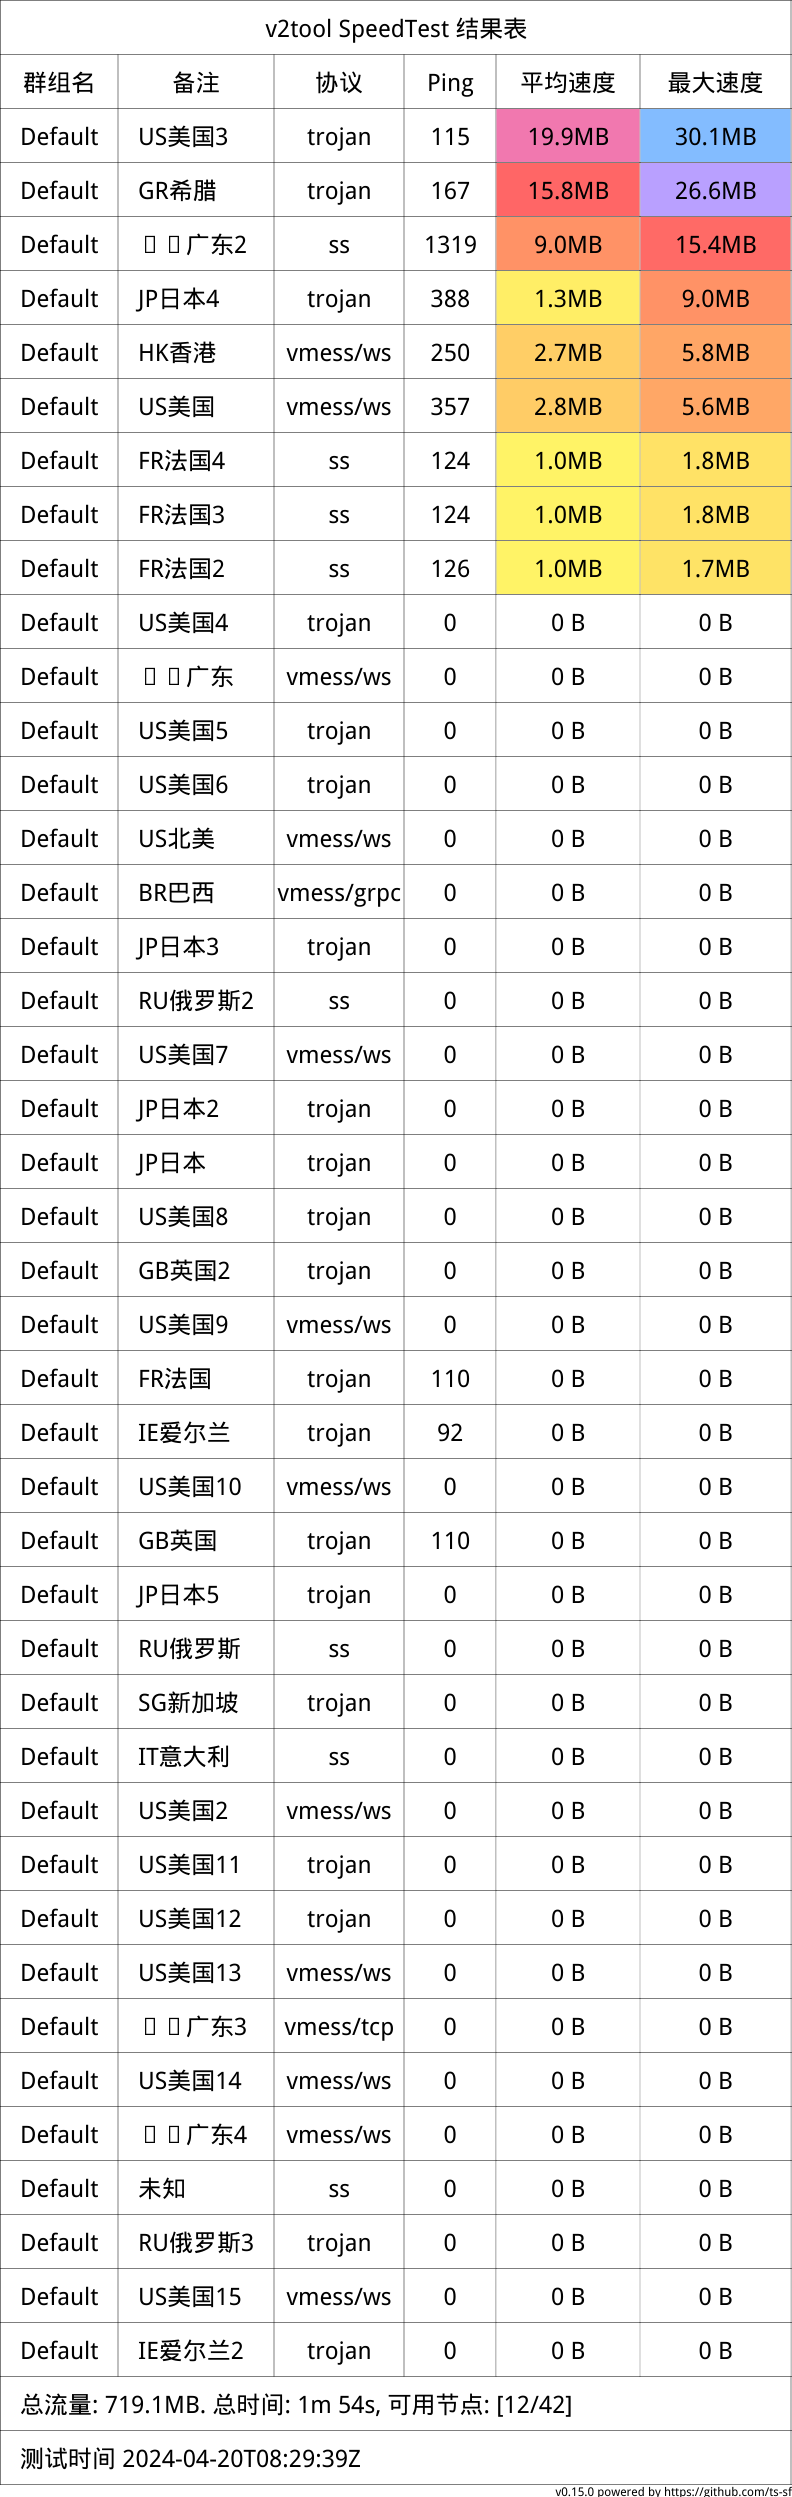 v2tool SpeedTest 结果表
群组名 备注 协议 Ping 平均速度 最大速度
Default US美国3 trojan 115 19.9MB 30.1MB
Default GR希腊 trojan 167 15.8MB 26.6MB
Default 广东2 ss 1319 9.0MB 15.4MB
Default JP日本4 trojan 388 1.3MB 9.0MB
Default HK香港 vmess/ws 250 2.7MB 5.8MB
Default US美国 vmess/ws 357 2.8MB 5.6MB
Default FR法国4 ss 124 1.0MB 1.8MB
Default FR法国3 ss 124 1.0MB 1.8MB
Default FR法国2 ss 126 1.0MB 1.7MB
Default US美国4 trojan 0 0 B 0 B
Default 广东 vmess/ws 0 0 B 0 B
Default US美国5 trojan 0 0 B 0 B
Default US美国6 trojan 0 0 B 0 B
Default US北美 vmess/ws 0 0 B 0 B
Default BR巴西 vmess/grpc 0 0 B 0 B
Default JP日本3 trojan 0 0 B 0 B
Default RU俄罗斯2 ss 0 0 B 0 B
Default US美国7 vmess/ws 0 0 B 0 B
Default JP日本2 trojan 0 0 B 0 B
Default JP日本 trojan 0 0 B 0 B
Default US美国8 trojan 0 0 B 0 B
Default GB英国2 trojan 0 0 B 0 B
Default US美国9 vmess/ws 0 0 B 0 B
Default FR法国 trojan 110 0 B 0 B
Default IE爱尔兰 trojan 92 0 B 0 B
Default US美国10 vmess/ws 0 0 B 0 B
Default GB英国 trojan 110 0 B 0 B
Default JP日本5 trojan 0 0 B 0 B
Default RU俄罗斯 ss 0 0 B 0 B
Default SG新加坡 trojan 0 0 B 0 B
Default IT意大利 ss 0 0 B 0 B
Default US美国2 vmess/ws 0 0 B 0 B
Default US美国11 trojan 0 0 B 0 B
Default US美国12 trojan 0 0 B 0 B
Default US美国13 vmess/ws 0 0 B 0 B
Default 广东3 vmess/tcp 0 0 B 0 B
Default US美国14 vmess/ws 0 0 B 0 B
Default 广东4 vmess/ws 0 0 B 0 B
Default 未知 ss 0 0 B 0 B
Default RU俄罗斯3 trojan 0 0 B 0 B
Default US美国15 vmess/ws 0 0 B 0 B
Default IE爱尔兰2 trojan 0 0 B 0 B
总流量: 719.1MB. 总时间: 1m 54s, 可用节点: [12/42]
测试时间 2024-04-20T08:29:39Z
v0.15.0 powered by https://github.com/ts-sf